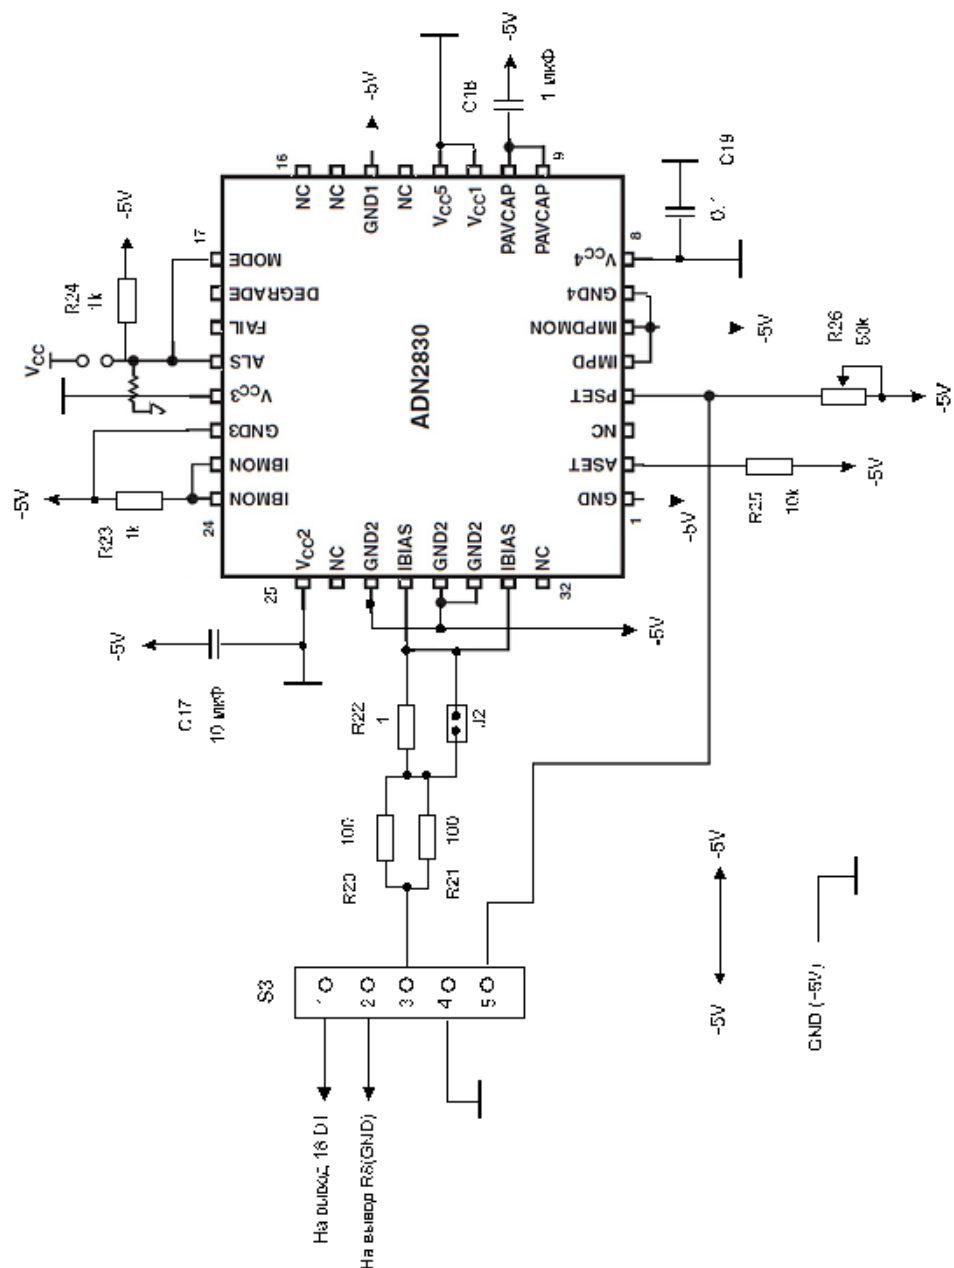 Vcc
-5V
R23
1k
R24
1k
-5V
24
17
IBMON
IBMON
GND3
Vcc3
ALS
FAIL
DEGRADE
MODE
25
VCC2
NC
GND2
IBIAS
GND2
GND2
IBIAS
NC
32
ADN2830
16
NC
NC
GND1
NC
VCC5
VCC1
PAVCAP
PAVCAP
9
1
GND
ASET
NC
PSET
IMPD
IMPDMON
GND4
VCC4
8
-5V
C17
10 мкФ
-5V
-5V
C18
1 мкФ
-5V
C19
R22
1
J2
100
100
R20
R21
-5V
-5V
R25
10k
-5V
-5V
R26
50k
-5V
S3
1
2
3
4
5
На вывод R8(GND)
-5V
-5V